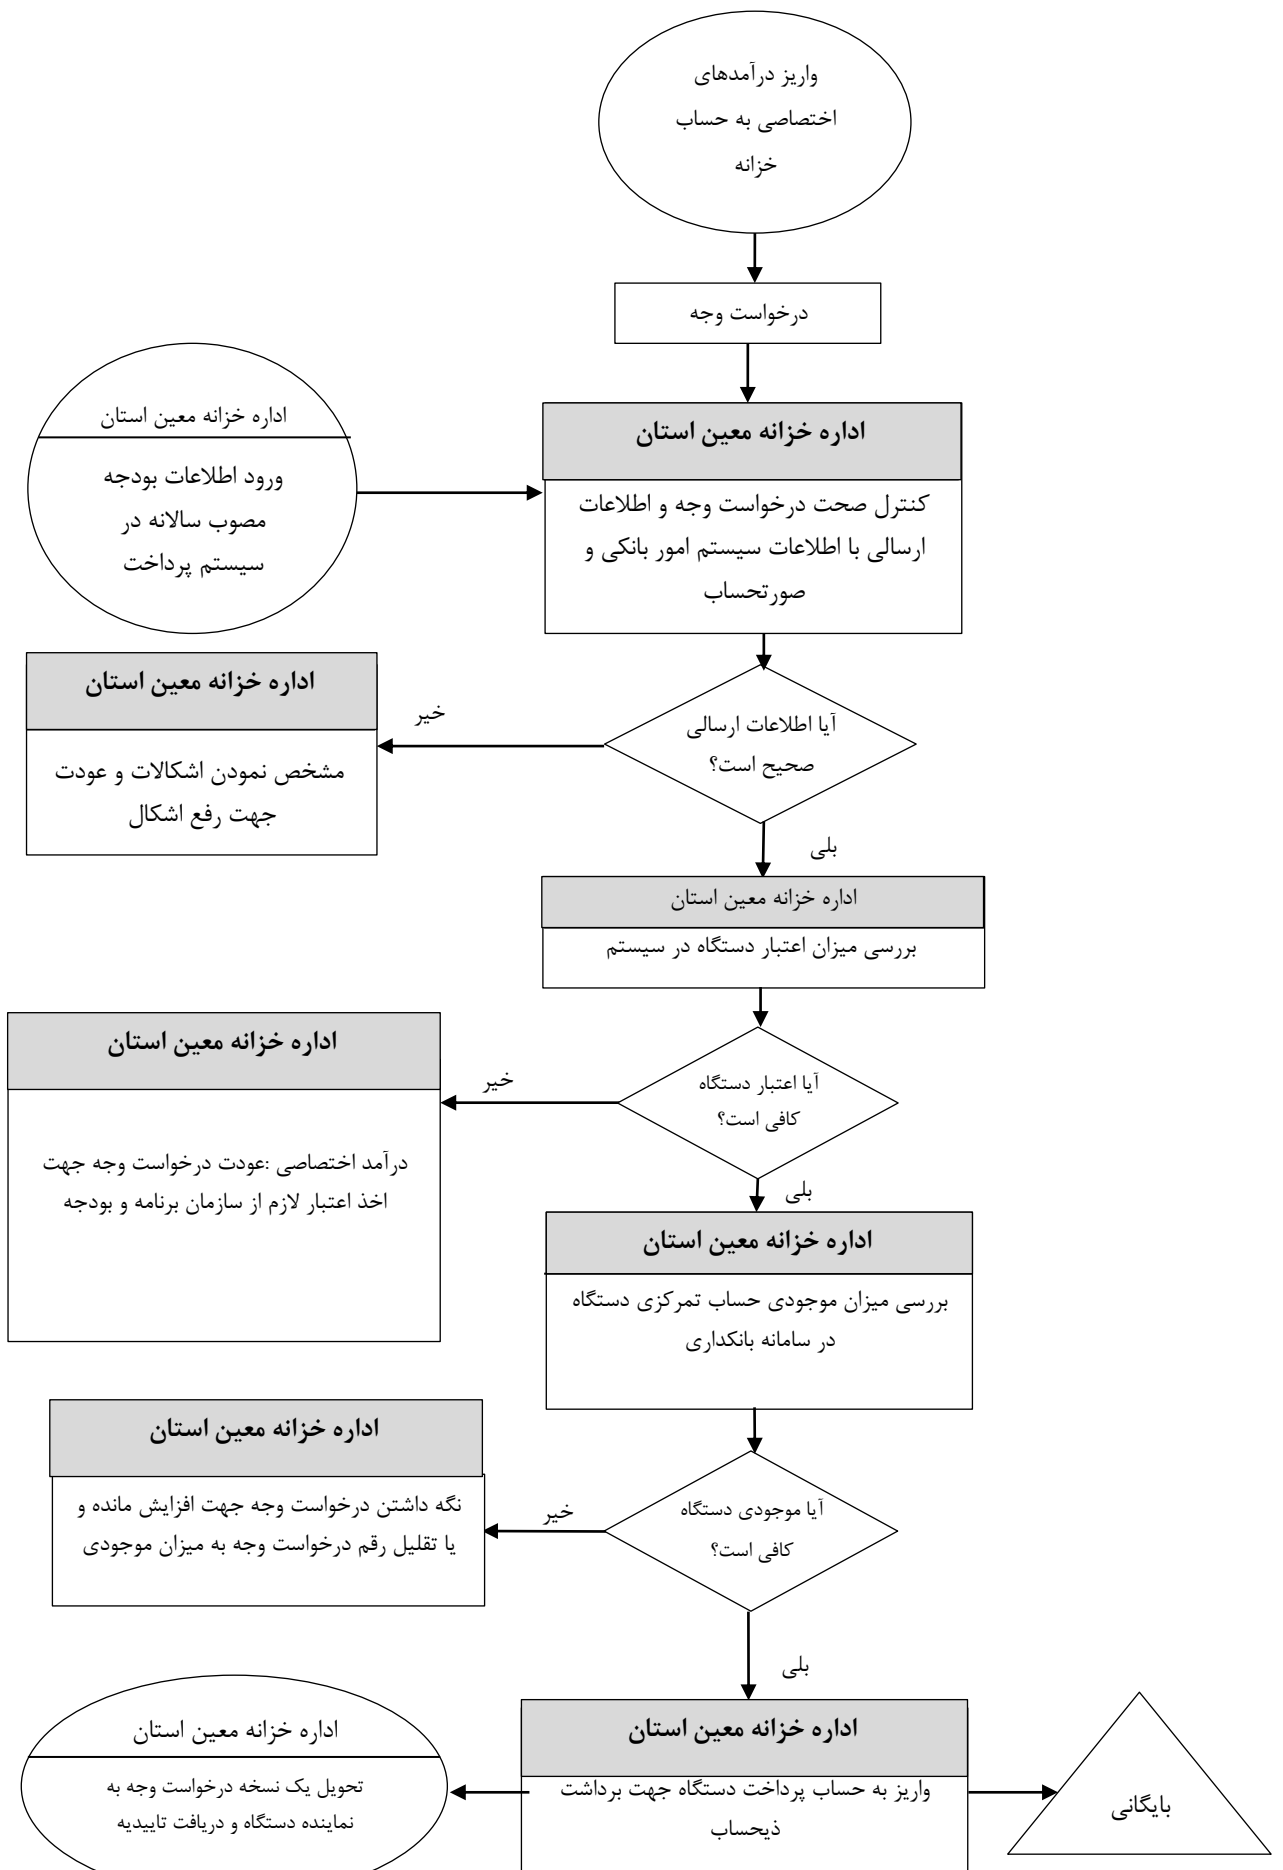 واریز درآمدهای
اختصاصی به حساب
خزانه
درخواست وجه
اداره خزانه معین استان
ورود اطلاعات بودجه
مصوب سالانه در
سیستم پرداخت
اداره خزانه معین استان
کنترل صحت درخواست وجه و اطلاعات
ارسالی با اطلاعات سیستم امور بانکی و
صورتحساب
آیا اطلاعات ارسالی
صحیح است؟
خیر
اداره خزانه معین استان
مشخص نمودن اشکالات و عودت
جهت رفع اشکال
بلی
اداره خزانه معین استان
بررسی میزان اعتبار دستگاه در سیستم
آیا اعتبار دستگاه
کافی است؟
خیر
اداره خزانه معین استان
درآمد اختصاصی :عودت درخواست وجه جهت
اخذ اعتبار لازم از سازمان برنامه و بودجه
بلی
اداره خزانه معین استان
بررسی میزان موجودی حساب تمرکزی دستگاه
در سامانه بانکداری
آیا موجودی دستگاه
کافی است؟
خیر
اداره خزانه معین استان
نگه داشتن درخواست وجه جهت افزایش مانده و
یا تقلیل رقم درخواست وجه به میزان موجودی
بلی
اداره خزانه معین استان
واریز به حساب پرداخت دستگاه جهت برداشت
ذیحساب
بایگانی
اداره خزانه معین استان
تحویل یک نسخه درخواست وجه به
نماینده دستگاه و دریافت تاییدیه